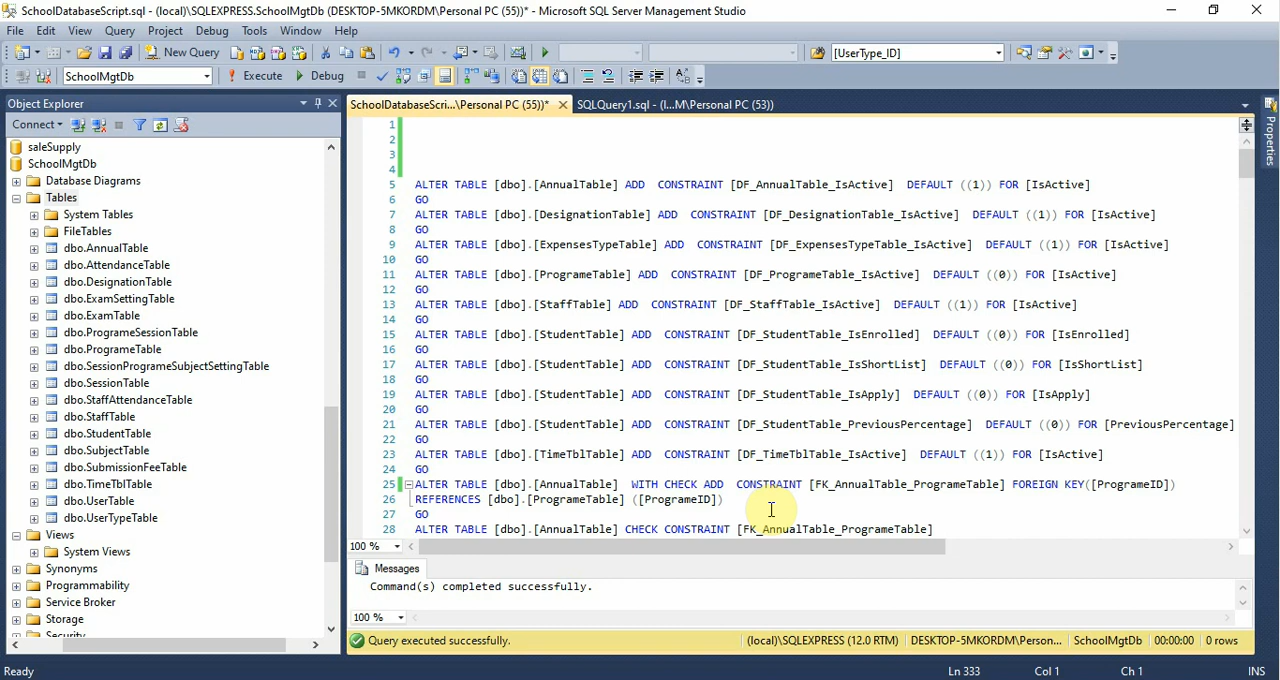 SchoolDatabaseScript.sql - (local)\SQLEXPRESS.SchoolMgtDb (DESKTOP-5MKORDM\Personal PC (55))* - Microsoft SQL Server Management Studio
File Edit View Query Project Debug Tools Window Help
New Query [UserType_ID]
SchoolMgtDb Execute Debug
Object Explorer
Connect
saleSupply
SchoolMgtDb
Database Diagrams
Tables
System Tables
FileTables
dbo.AnnualTable
dbo.AttendanceTable
dbo.DesignationTable
dbo.ExamSettingTable
dbo.ExamTable
dbo.ProgrameSessionTable
dbo.ProgrameTable
dbo.SessionProgrameSubjectSettingTable
dbo.SessionTable
dbo.StaffAttendanceTable
dbo.StaffTable
dbo.StudentTable
dbo.SubjectTable
dbo.SubmissionFeeTable
dbo.TimeTblTable
dbo.UserTable
dbo.UserTypeTable
Views
System Views
Synonyms
Programmability
Service Broker
Storage
Security
SchoolDatabaseScri...\Personal PC (55))* SQLQuery1.sql - (l...M\Personal PC (53))
1
2
3
4
5 ALTER TABLE [dbo].[AnnualTable] ADD  CONSTRAINT [DF_AnnualTable_IsActive]  DEFAULT ((1)) FOR [IsActive]
6 GO
7 ALTER TABLE [dbo].[DesignationTable] ADD  CONSTRAINT [DF_DesignationTable_IsActive]  DEFAULT ((1)) FOR [IsActive]
8 GO
9 ALTER TABLE [dbo].[ExpensesTypeTable] ADD  CONSTRAINT [DF_ExpensesTypeTable_IsActive]  DEFAULT ((1)) FOR [IsActive]
10 GO
11 ALTER TABLE [dbo].[ProgrameTable] ADD  CONSTRAINT [DF_ProgrameTable_IsActive]  DEFAULT ((0)) FOR [IsActive]
12 GO
13 ALTER TABLE [dbo].[StaffTable] ADD  CONSTRAINT [DF_StaffTable_IsActive]  DEFAULT ((1)) FOR [IsActive]
14 GO
15 ALTER TABLE [dbo].[StudentTable] ADD  CONSTRAINT [DF_StudentTable_IsEnrolled]  DEFAULT ((0)) FOR [IsEnrolled]
16 GO
17 ALTER TABLE [dbo].[StudentTable] ADD  CONSTRAINT [DF_StudentTable_IsShortList]  DEFAULT ((0)) FOR [IsShortList]
18 GO
19 ALTER TABLE [dbo].[StudentTable] ADD  CONSTRAINT [DF_StudentTable_IsApply]  DEFAULT ((0)) FOR [IsApply]
20 GO
21 ALTER TABLE [dbo].[StudentTable] ADD  CONSTRAINT [DF_StudentTable_PreviousPercentage]  DEFAULT ((0)) FOR [PreviousPercentage]
22 GO
23 ALTER TABLE [dbo].[TimeTblTable] ADD  CONSTRAINT [DF_TimeTblTable_IsActive]  DEFAULT ((1)) FOR [IsActive]
24 GO
25 ALTER TABLE [dbo].[AnnualTable]  WITH CHECK ADD  CONSTRAINT [FK_AnnualTable_ProgrameTable] FOREIGN KEY([ProgrameID])
26 REFERENCES [dbo].[ProgrameTable] ([ProgrameID])
27 GO
28 ALTER TABLE [dbo].[AnnualTable] CHECK CONSTRAINT [FK_AnnualTable_ProgrameTable]
100 %
Messages
Command(s) completed successfully.
100 %
Query executed successfully. (local)\SQLEXPRESS (12.0 RTM) DESKTOP-5MKORDM\Person... SchoolMgtDb 00:00:00 0 rows
Ready Ln 333 Col 1 Ch 1 INS
Properties